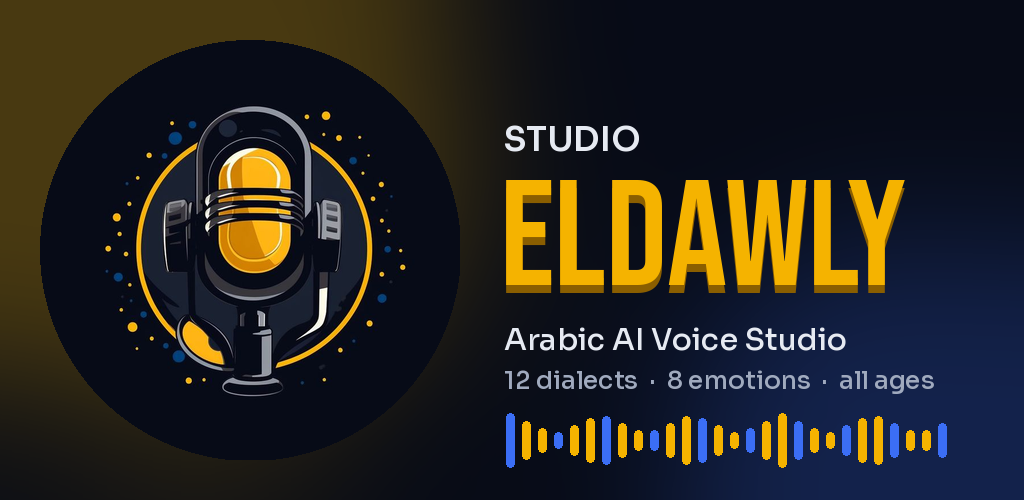 STUDIO
ELDAWLY
Arabic AI Voice Studio
12 dialects · 8 emotions · all ages